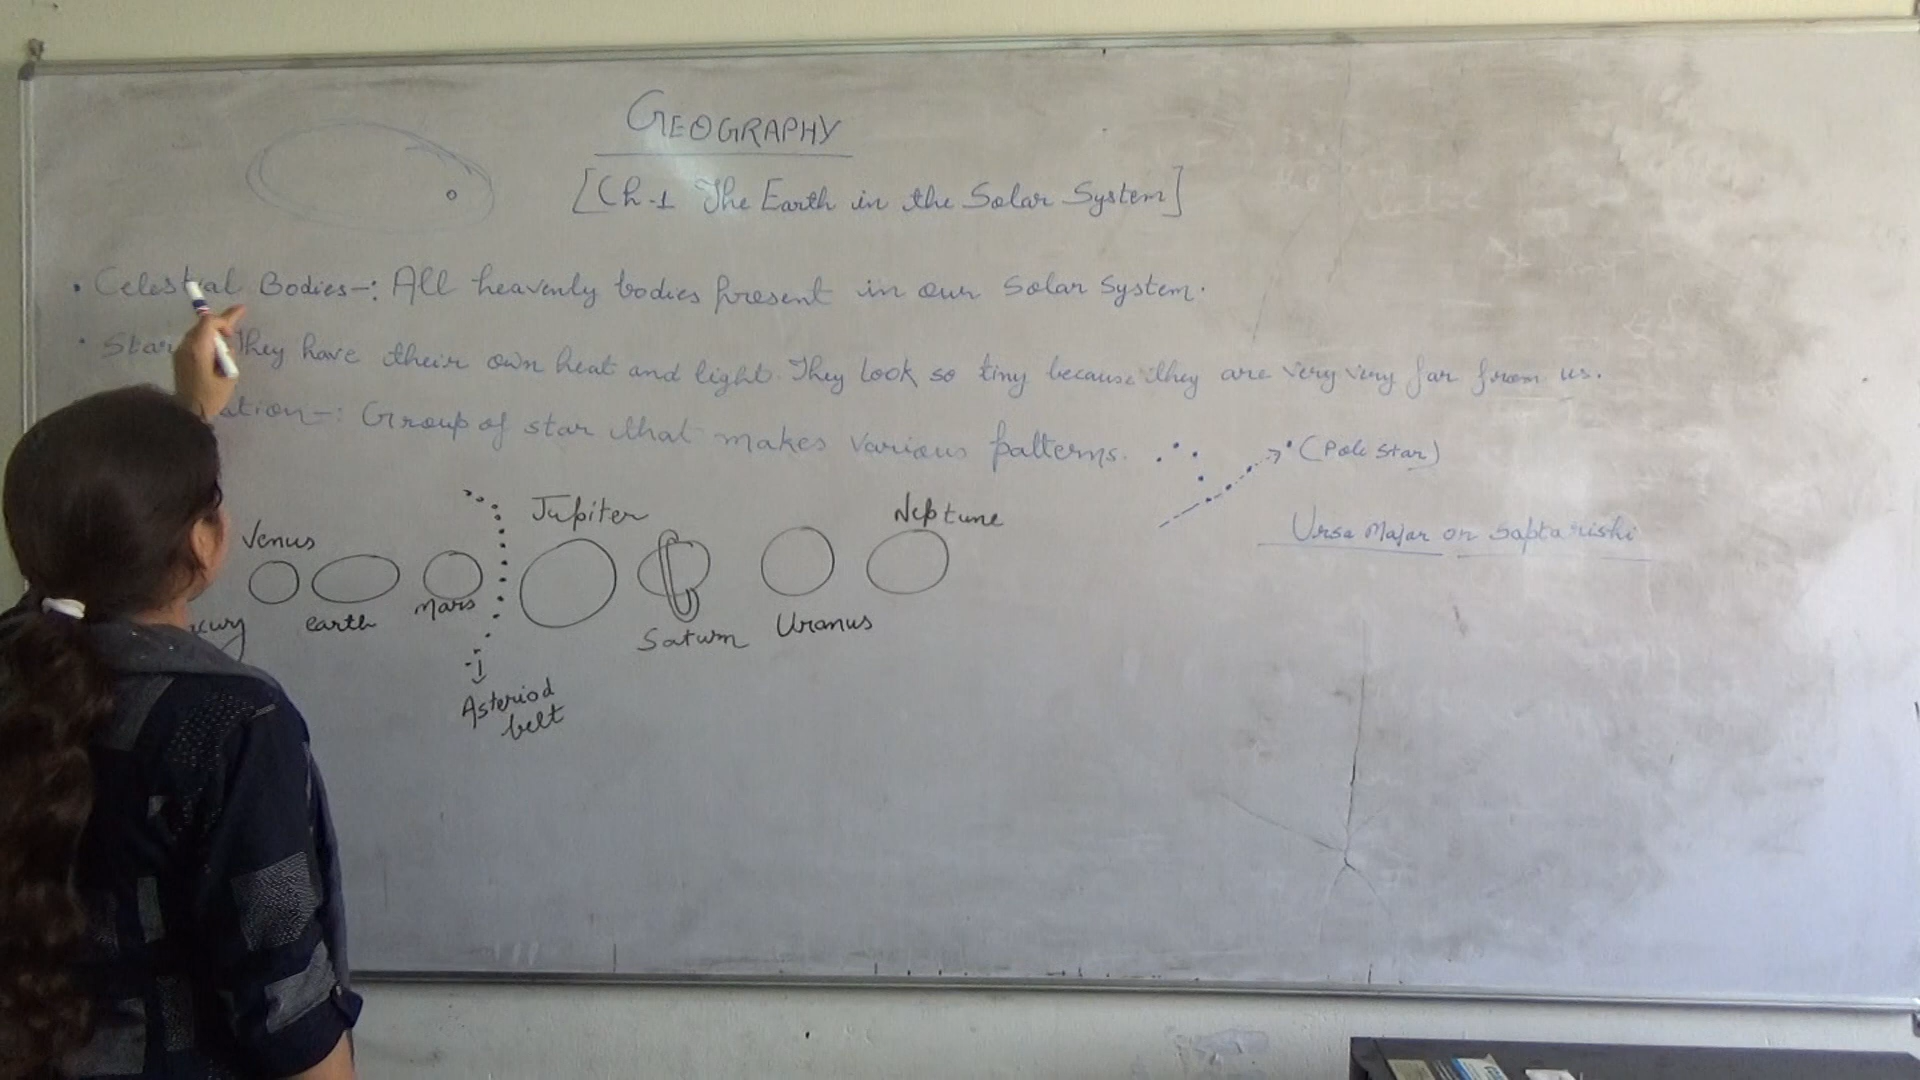 GEOGRAPHY
[Ch-1 The Earth in the Solar System]
• Celestial Bodies-: All heavenly bodies present in our Solar System.
• Star They have their own heat and light. They look so tiny because they are very very far from us.
ation-: Group of star that makes various patterns.
(Pole Star)
Ursa Major or Saptarishi
Venus
Jupiter
Neptune
earth
Mars
Saturn
Uranus
Asteriod
belt